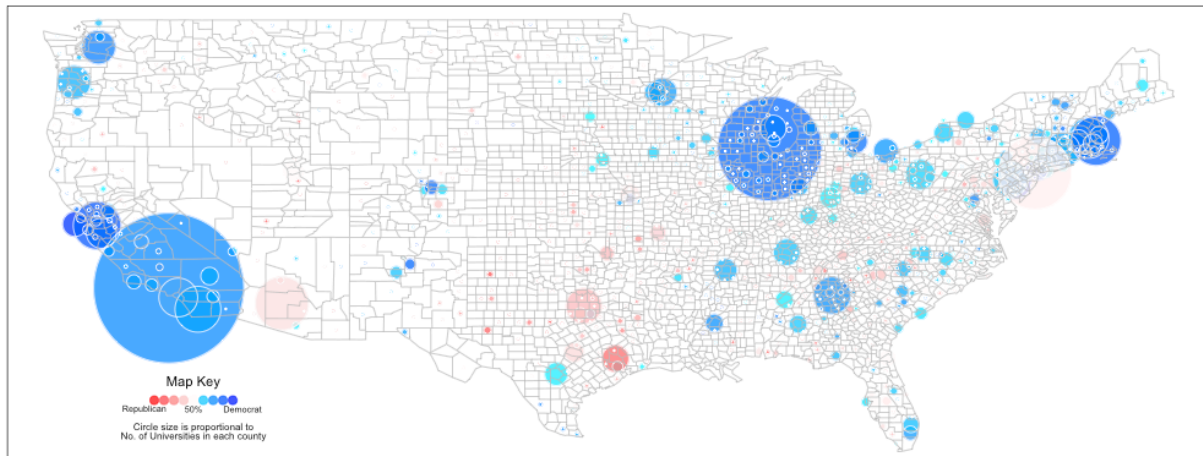 Map Key
Republican 50% Democrat
Circle size is proportional to
No. of Universities in each county